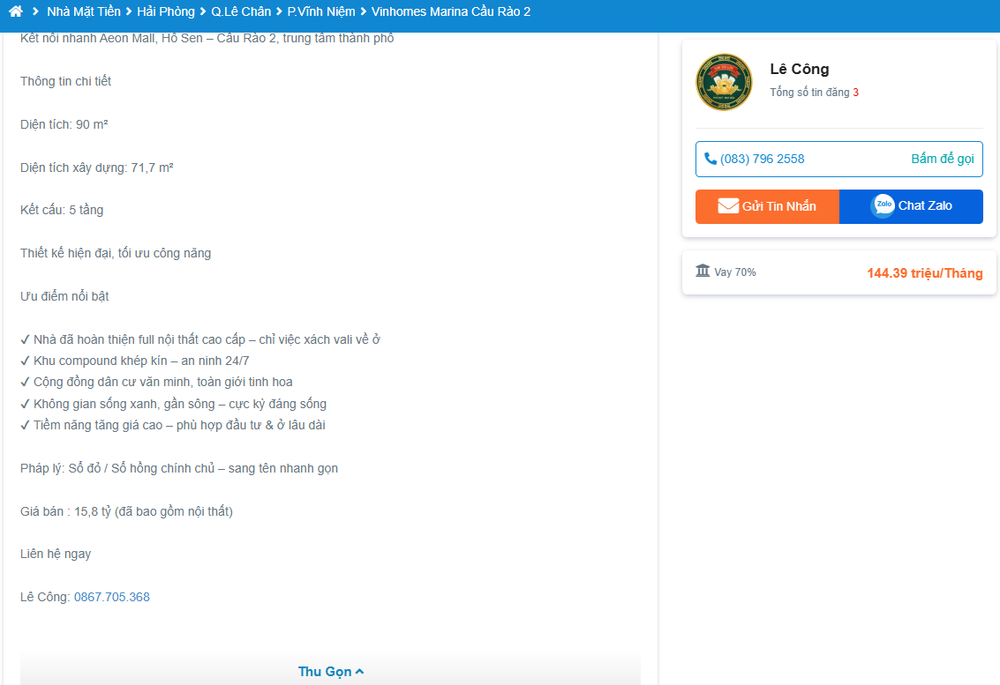 Nhà Mặt Tiền > Hải Phòng > Q.Lê Chân > P.Vĩnh Niệm > Vinhomes Marina Cầu Rào 2
Kết nối nhanh Aeon Mall, Hồ Sen – Cầu Rào 2, trung tâm thành phố
Thông tin chi tiết
Diện tích: 90 m²
Diện tích xây dựng: 71,7 m²
Kết cấu: 5 tầng
Thiết kế hiện đại, tối ưu công năng
Ưu điểm nổi bật
✓ Nhà đã hoàn thiện full nội thất cao cấp – chỉ việc xách vali về ở
✓ Khu compound khép kín – an ninh 24/7
✓ Cộng đồng dân cư văn minh, toàn giới tinh hoa
✓ Không gian sống xanh, gần sông – cực kỳ đáng sống
✓ Tiềm năng tăng giá cao – phù hợp đầu tư & ở lâu dài
Pháp lý: Sổ đỏ / Sổ hồng chính chủ – sang tên nhanh gọn
Giá bán : 15,8 tỷ (đã bao gồm nội thất)
Liên hệ ngay
Lê Công: 0867.705.368
Thu Gọn
Lê Công
Tổng số tin đăng 3
(083) 796 2558 Bấm để gọi
Gửi Tin Nhắn
Zalo Chat Zalo
Vay 70% 144.39 triệu/Tháng